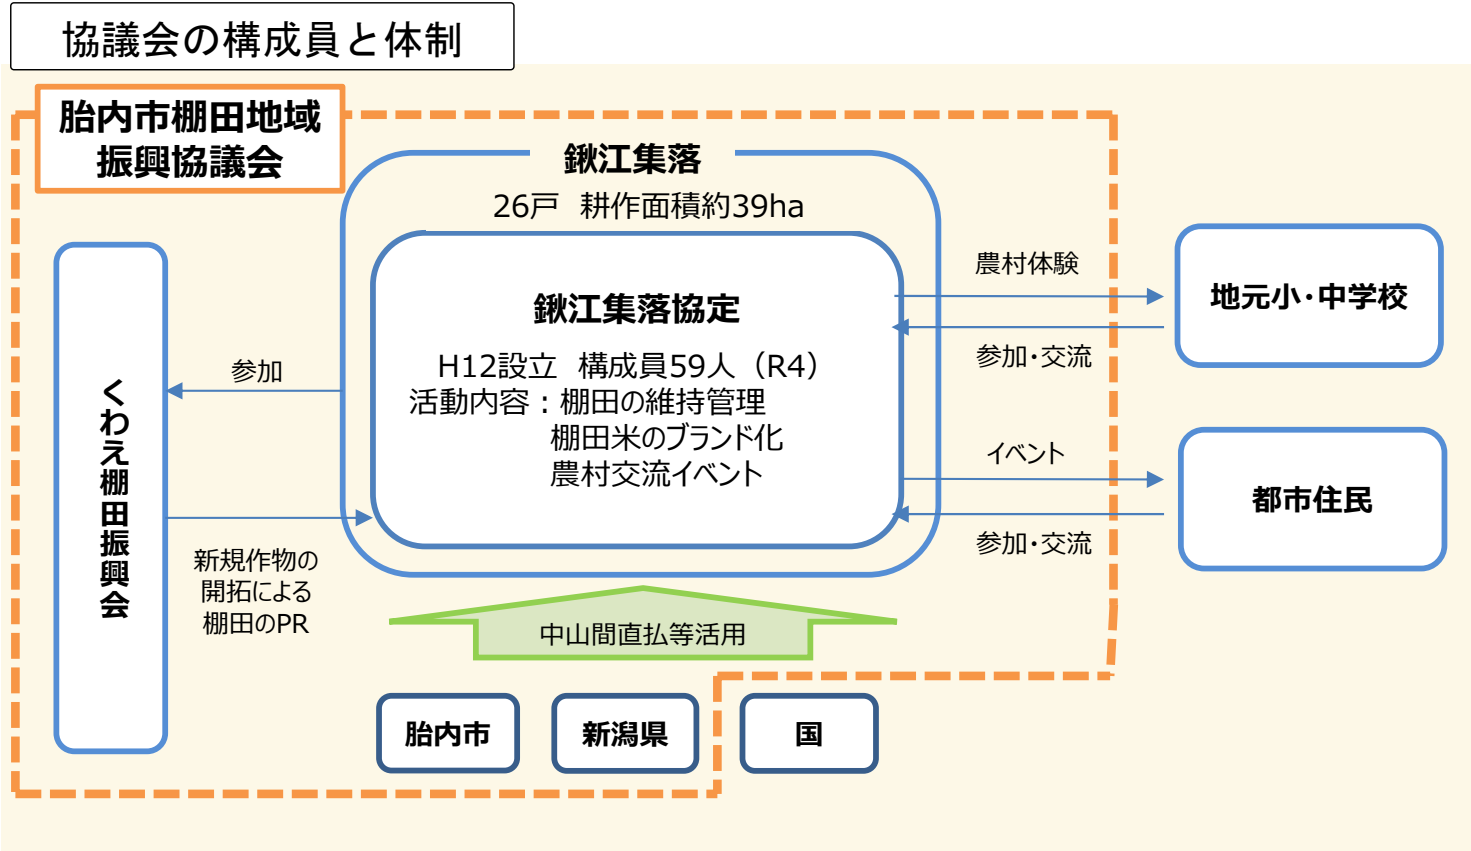 協議会の構成員と体制
胎内市棚田地域
振興協議会
鍬江集落
26戸 耕作面積約39ha
鍬江集落協定
H12設立 構成員59人（R4）
活動内容：棚田の維持管理
棚田米のブランド化
農村交流イベント
くわえ棚田振興会
参加
新規作物の
開拓による
棚田のPR
農村体験
参加・交流
地元小・中学校
イベント
参加・交流
都市住民
中山間直払等活用
胎内市
新潟県
国